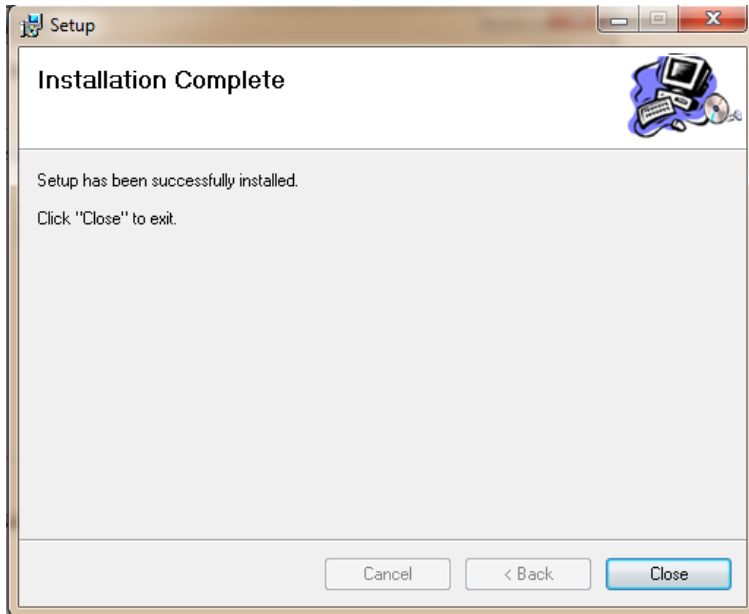 Setup
Installation Complete
Setup has been successfully installed.
Click "Close" to exit.
Cancel
< Back
Close